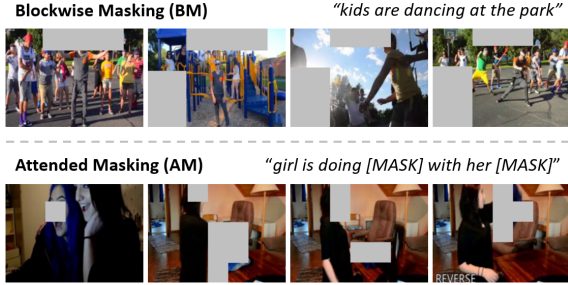 Blockwise Masking (BM) “kids are dancing at the park”
Attended Masking (AM) “girl is doing [MASK] with her [MASK]”
REVERSE